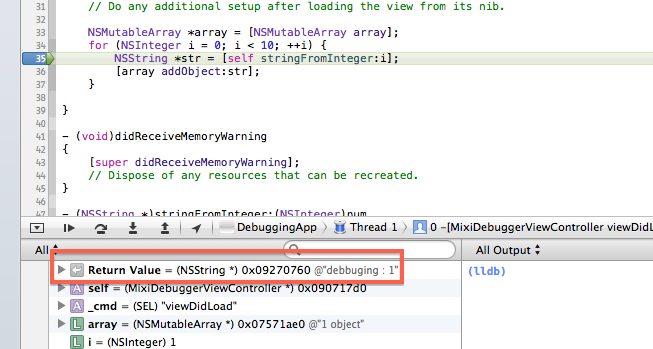 31 // Do any additional setup after loading the view from its nib.
32
33 NSMutableArray *array = [NSMutableArray array];
34 for (NSInteger i = 0; i < 10; ++i) {
35 NSString *str = [self stringFromInteger:i];
36 [array addObject:str];
37 }
38
39 }
40
41 - (void)didReceiveMemoryWarning
42 {
43 [super didReceiveMemoryWarning];
44 // Dispose of any resources that can be recreated.
45 }
46
47 - (NSString *)stringFromInteger:(NSInteger)num
DebuggingApp Thread 1 0 -[MixiDebuggerViewController viewDidL
All All Output
Return Value = (NSString *) 0x09270760 @"debbuging : 1"
(lldb)
A self = (MixiDebuggerViewController *) 0x090717d0
A _cmd = (SEL) "viewDidLoad"
L array = (NSMutableArray *) 0x07571ae0 @"1 object"
L i = (NSInteger) 1